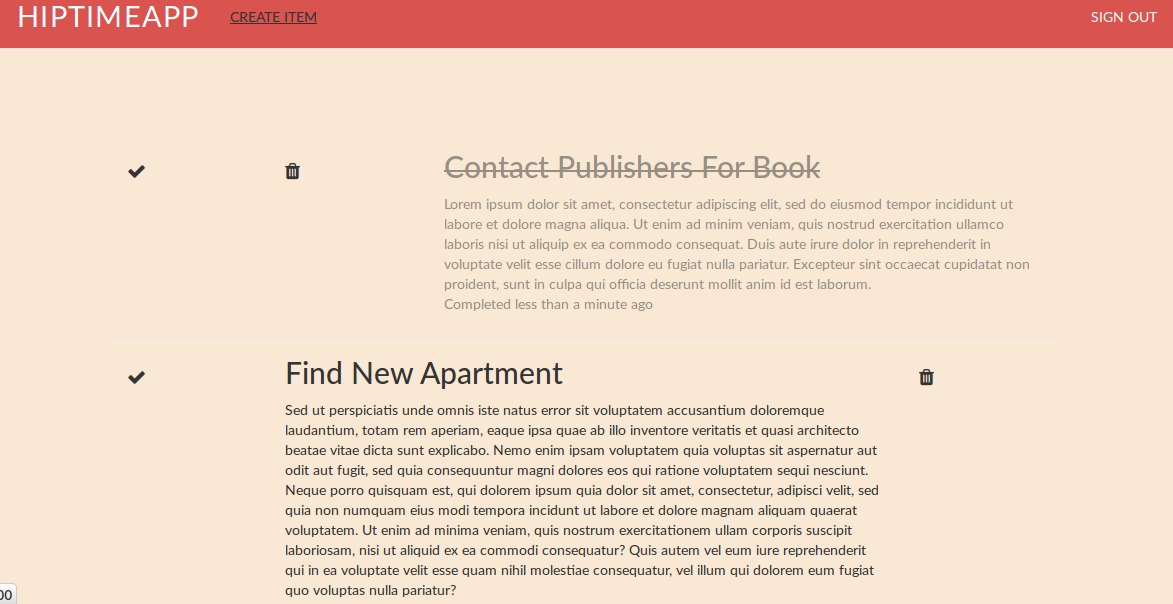 HIPTIMEAPP CREATE ITEM SIGN OUT
Contact Publishers For Book
Lorem ipsum dolor sit amet, consectetur adipiscing elit, sed do eiusmod tempor incididunt ut
labore et dolore magna aliqua. Ut enim ad minim veniam, quis nostrud exercitation ullamco
laboris nisi ut aliquip ex ea commodo consequat. Duis aute irure dolor in reprehenderit in
voluptate velit esse cillum dolore eu fugiat nulla pariatur. Excepteur sint occaecat cupidatat non
proident, sunt in culpa qui officia deserunt mollit anim id est laborum.
Completed less than a minute ago
Find New Apartment
Sed ut perspiciatis unde omnis iste natus error sit voluptatem accusantium doloremque
laudantium, totam rem aperiam, eaque ipsa quae ab illo inventore veritatis et quasi architecto
beatae vitae dicta sunt explicabo. Nemo enim ipsam voluptatem quia voluptas sit aspernatur aut
odit aut fugit, sed quia consequuntur magni dolores eos qui ratione voluptatem sequi nesciunt.
Neque porro quisquam est, qui dolorem ipsum quia dolor sit amet, consectetur, adipisci velit, sed
quia non numquam eius modi tempora incidunt ut labore et dolore magnam aliquam quaerat
voluptatem. Ut enim ad minima veniam, quis nostrum exercitationem ullam corporis suscipit
laboriosam, nisi ut aliquid ex ea commodi consequatur? Quis autem vel eum iure reprehenderit
qui in ea voluptate velit esse quam nihil molestiae consequatur, vel illum qui dolorem eum fugiat
quo voluptas nulla pariatur?